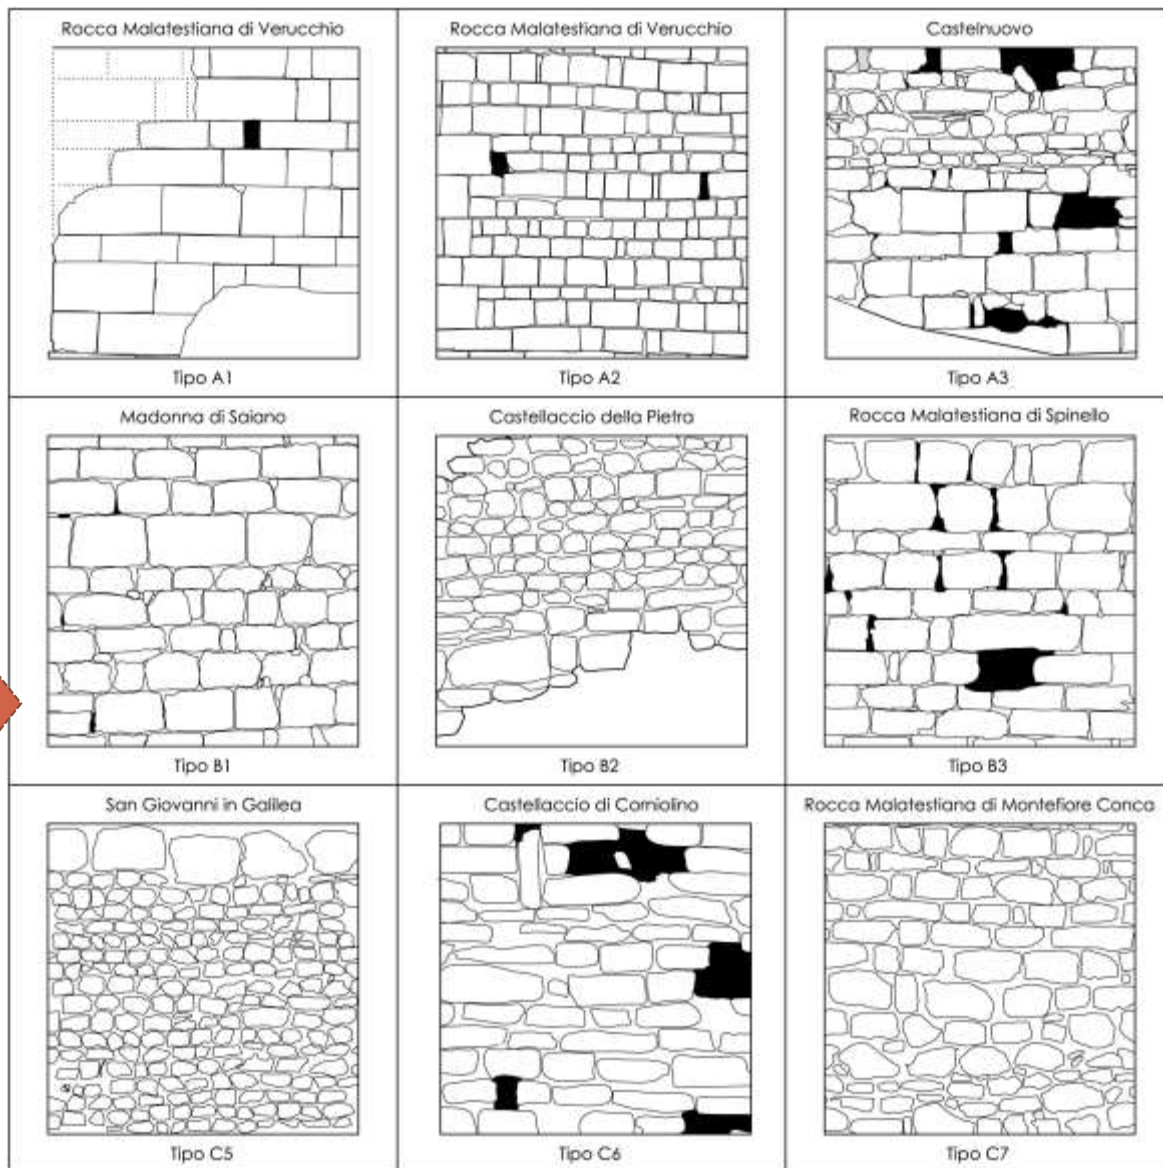 Rocca Malatestiana di Verucchio
Tipo A1
Rocca Malatestiana di Verucchio
Tipo A2
Castelnuovo
Tipo A3
Madonna di Saiano
Tipo B1
Castellaccio della Pietra
Tipo B2
Rocca Malatestiana di Spinello
Tipo B3
San Giovanni in Galilea
Tipo C5
Castellaccio di Corniolino
Tipo C6
Rocca Malatestiana di Montefiore Conca
Tipo C7